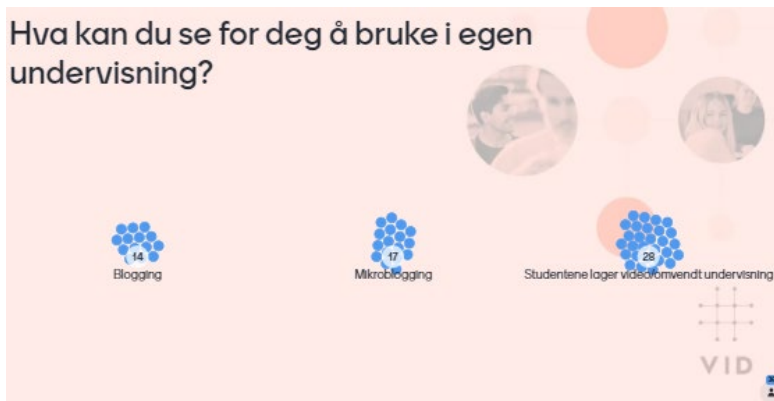 Hva kan du se for deg å bruke i egen
undervisning?
14
17
28
Blogging
Mikroblogging
Studentene lager video/omvendt undervisning
VID